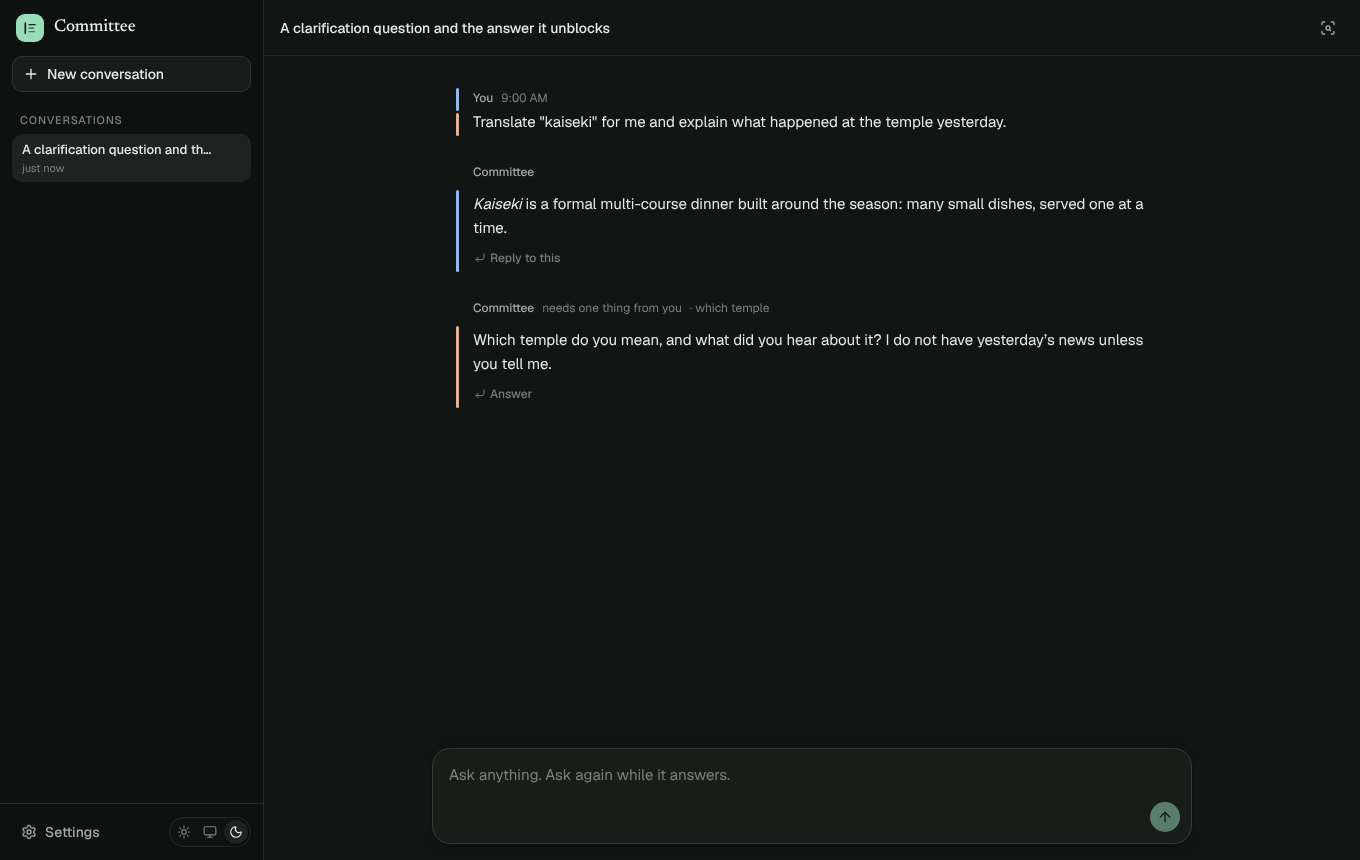 Committee
New conversation
CONVERSATIONS
A clarification question and th...
just now
Settings
A clarification question and the answer it unblocks
You 9:00 AM
Translate "kaiseki" for me and explain what happened at the temple yesterday.
Committee
Kaiseki is a formal multi-course dinner built around the season: many small dishes, served one at a
time.
Reply to this
Committee needs one thing from you · which temple
Which temple do you mean, and what did you hear about it? I do not have yesterday’s news unless
you tell me.
Answer
Ask anything. Ask again while it answers.